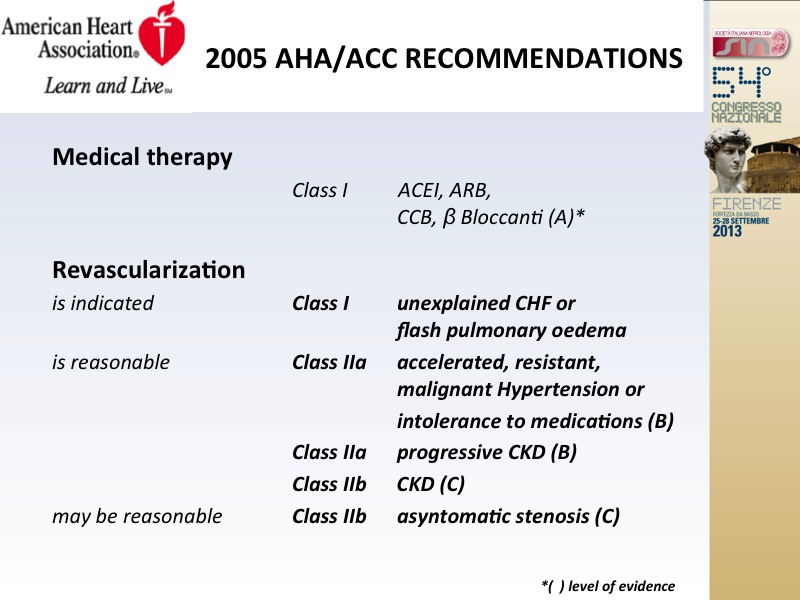 American Heart
Association®
Learn and Live℠
2005 AHA/ACC RECOMMENDATIONS
SOCIETÀ ITALIANA NEFROLOGIA
SIN
54°
CONGRESSO
NAZIONALE
FIRENZE
FORTEZZA DA BASSO
25-28 SETTEMBRE
2013
Medical therapy
Class I ACEI, ARB,
CCB, β Bloccanti (A)*
Revascularization
is indicated Class I unexplained CHF or
flash pulmonary oedema
is reasonable Class IIa accelerated, resistant,
malignant Hypertension or
intolerance to medications (B)
Class IIa progressive CKD (B)
Class IIb CKD (C)
may be reasonable Class IIb asyntomatic stenosis (C)
*( ) level of evidence